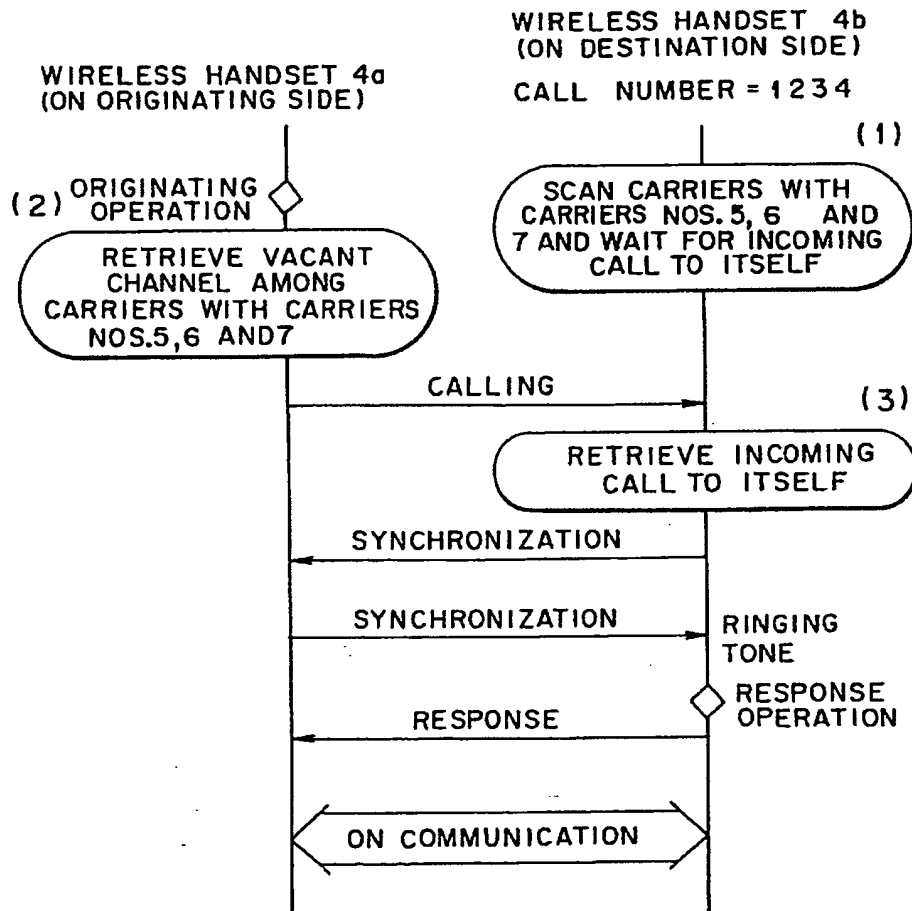 WIRELESS HANDSET 4a
(ON ORIGINATING SIDE)
WIRELESS HANDSET 4b
(ON DESTINATION SIDE)
CALL NUMBER = 1234
(1)
SCAN CARRIERS WITH
CARRIERS NOS. 5, 6 AND
7 AND WAIT FOR INCOMING
CALL TO ITSELF
(2) ORIGINATING
OPERATION
RETRIEVE VACANT
CHANNEL AMONG
CARRIERS WITH CARRIERS
NOS. 5, 6 AND 7
CALLING
(3)
RETRIEVE INCOMING
CALL TO ITSELF
SYNCHRONIZATION
SYNCHRONIZATION
RINGING
TONE
RESPONSE
OPERATION
RESPONSE
ON COMMUNICATION